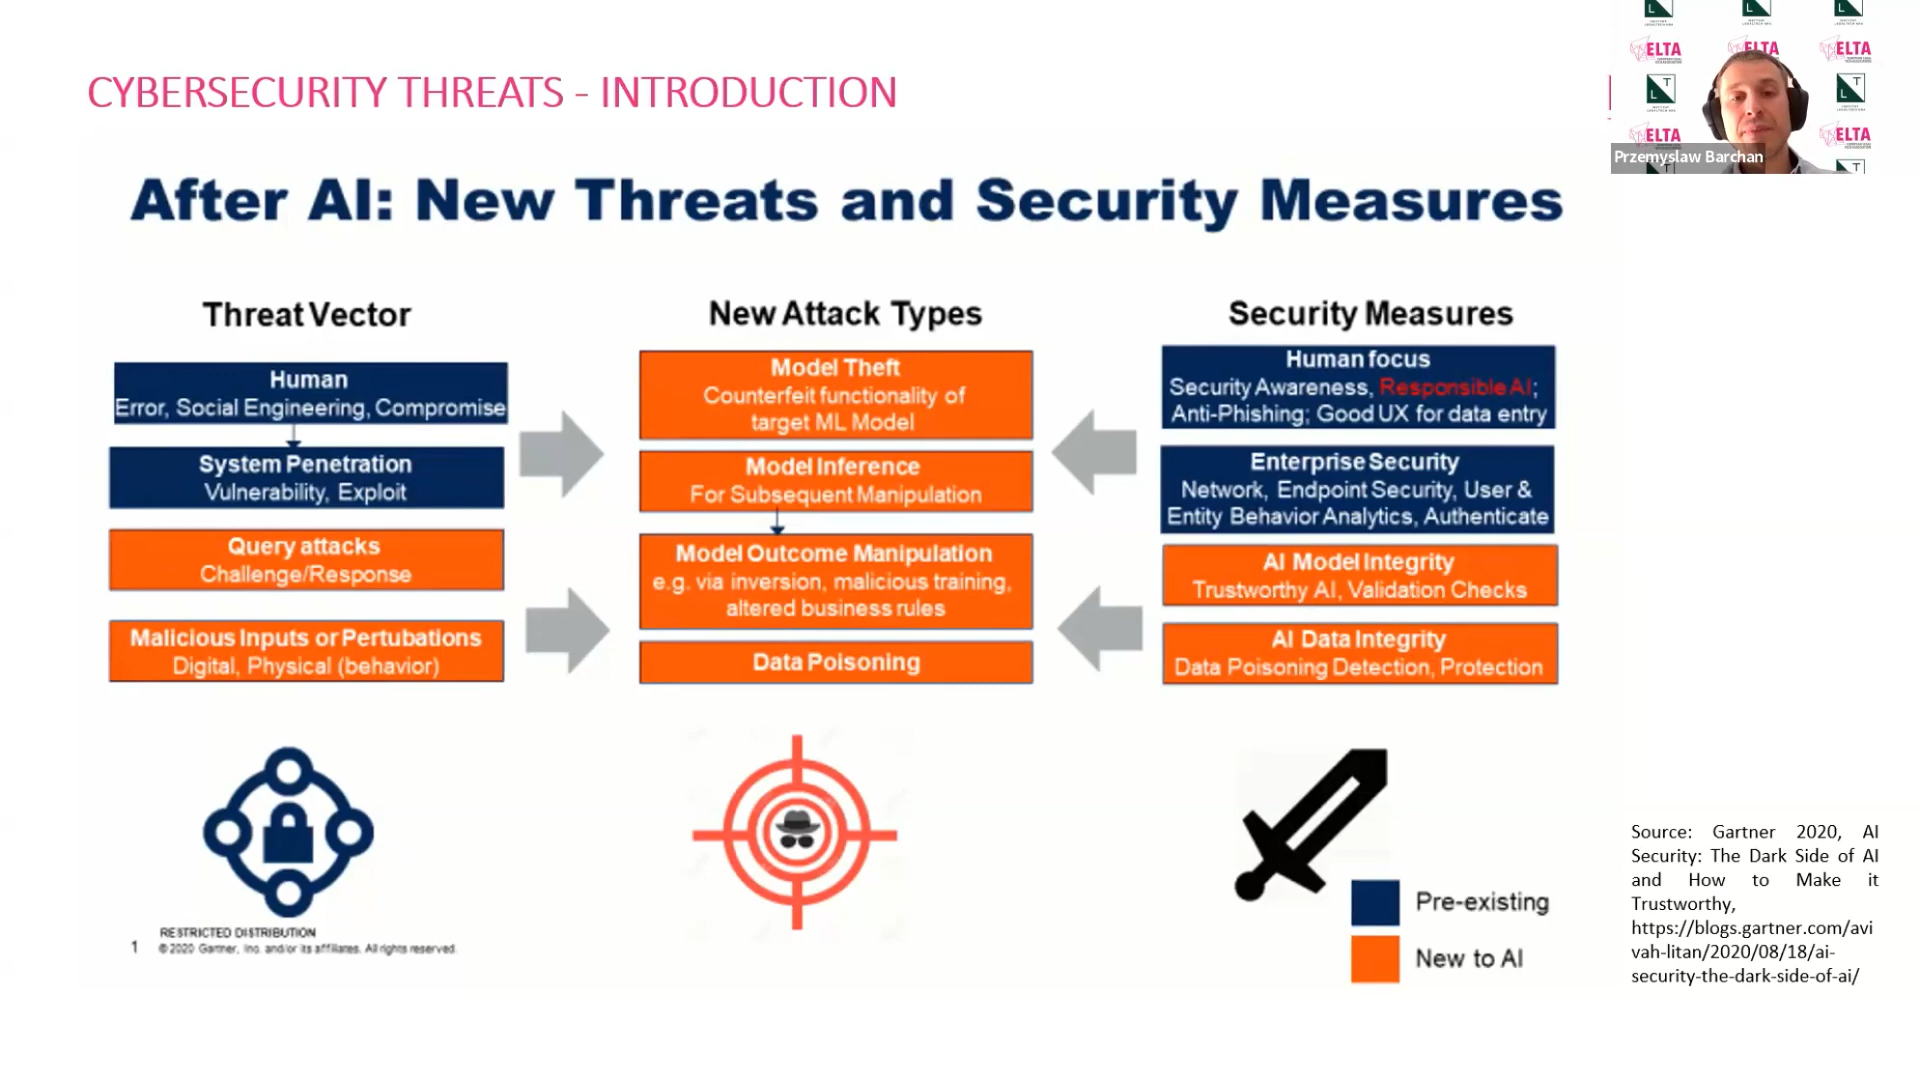 CYBERSECURITY THREATS - INTRODUCTION
After AI: New Threats and Security Measures
Threat Vector
Human
Error, Social Engineering, Compromise
System Penetration
Vulnerability, Exploit
Query attacks
Challenge/Response
Malicious Inputs or Pertubations
Digital, Physical (behavior)
New Attack Types
Model Theft
Counterfeit functionality of
target ML Model
Model Inference
For Subsequent Manipulation
Model Outcome Manipulation
e.g. via inversion, malicious training,
altered business rules
Data Poisoning
Security Measures
Human focus
Security Awareness, Responsible AI;
Anti-Phishing; Good UX for data entry
Enterprise Security
Network, Endpoint Security, User &
Entity Behavior Analytics, Authenticate
AI Model Integrity
Trustworthy AI, Validation Checks
AI Data Integrity
Data Poisoning Detection, Protection
Pre-existing
New to AI
RESTRICTED DISTRIBUTION
1 © 2020 Gartner, Inc. and/or its affiliates. All rights reserved.
Source: Gartner 2020, AI
Security: The Dark Side of AI
and How to Make it
Trustworthy,
https://blogs.gartner.com/avi
vah-litan/2020/08/18/ai-
security-the-dark-side-of-ai/
ELTA
ELTA
ELTA
L T
L T
ELTA
ELTA
Przemyslaw Barchan